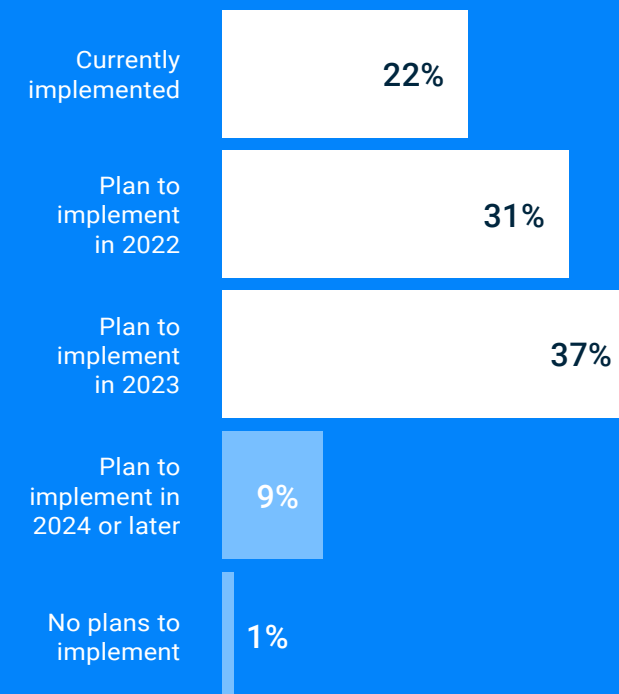 Currently
implemented
22%
Plan to
implement
in 2022
31%
Plan to
implement
in 2023
37%
Plan to
implement in
2024 or later
9%
No plans to
implement
1%